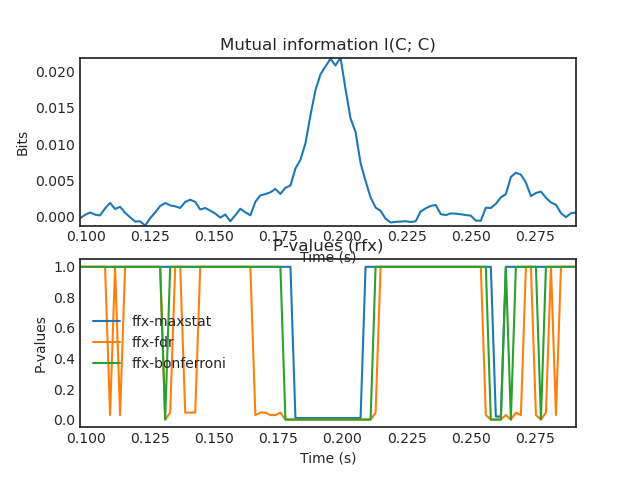 Mutual information I(C; C)
0.020
0.015
0.010
0.005
0.000
Bits
0.100 0.125 0.150 0.175 0.200 0.225 0.250 0.275
Time (s)
P-values (rfx)
1.0
0.8
0.6
0.4
0.2
0.0
P-values
ffx-maxstat
ffx-fdr
ffx-bonferroni
0.100 0.125 0.150 0.175 0.200 0.225 0.250 0.275
Time (s)